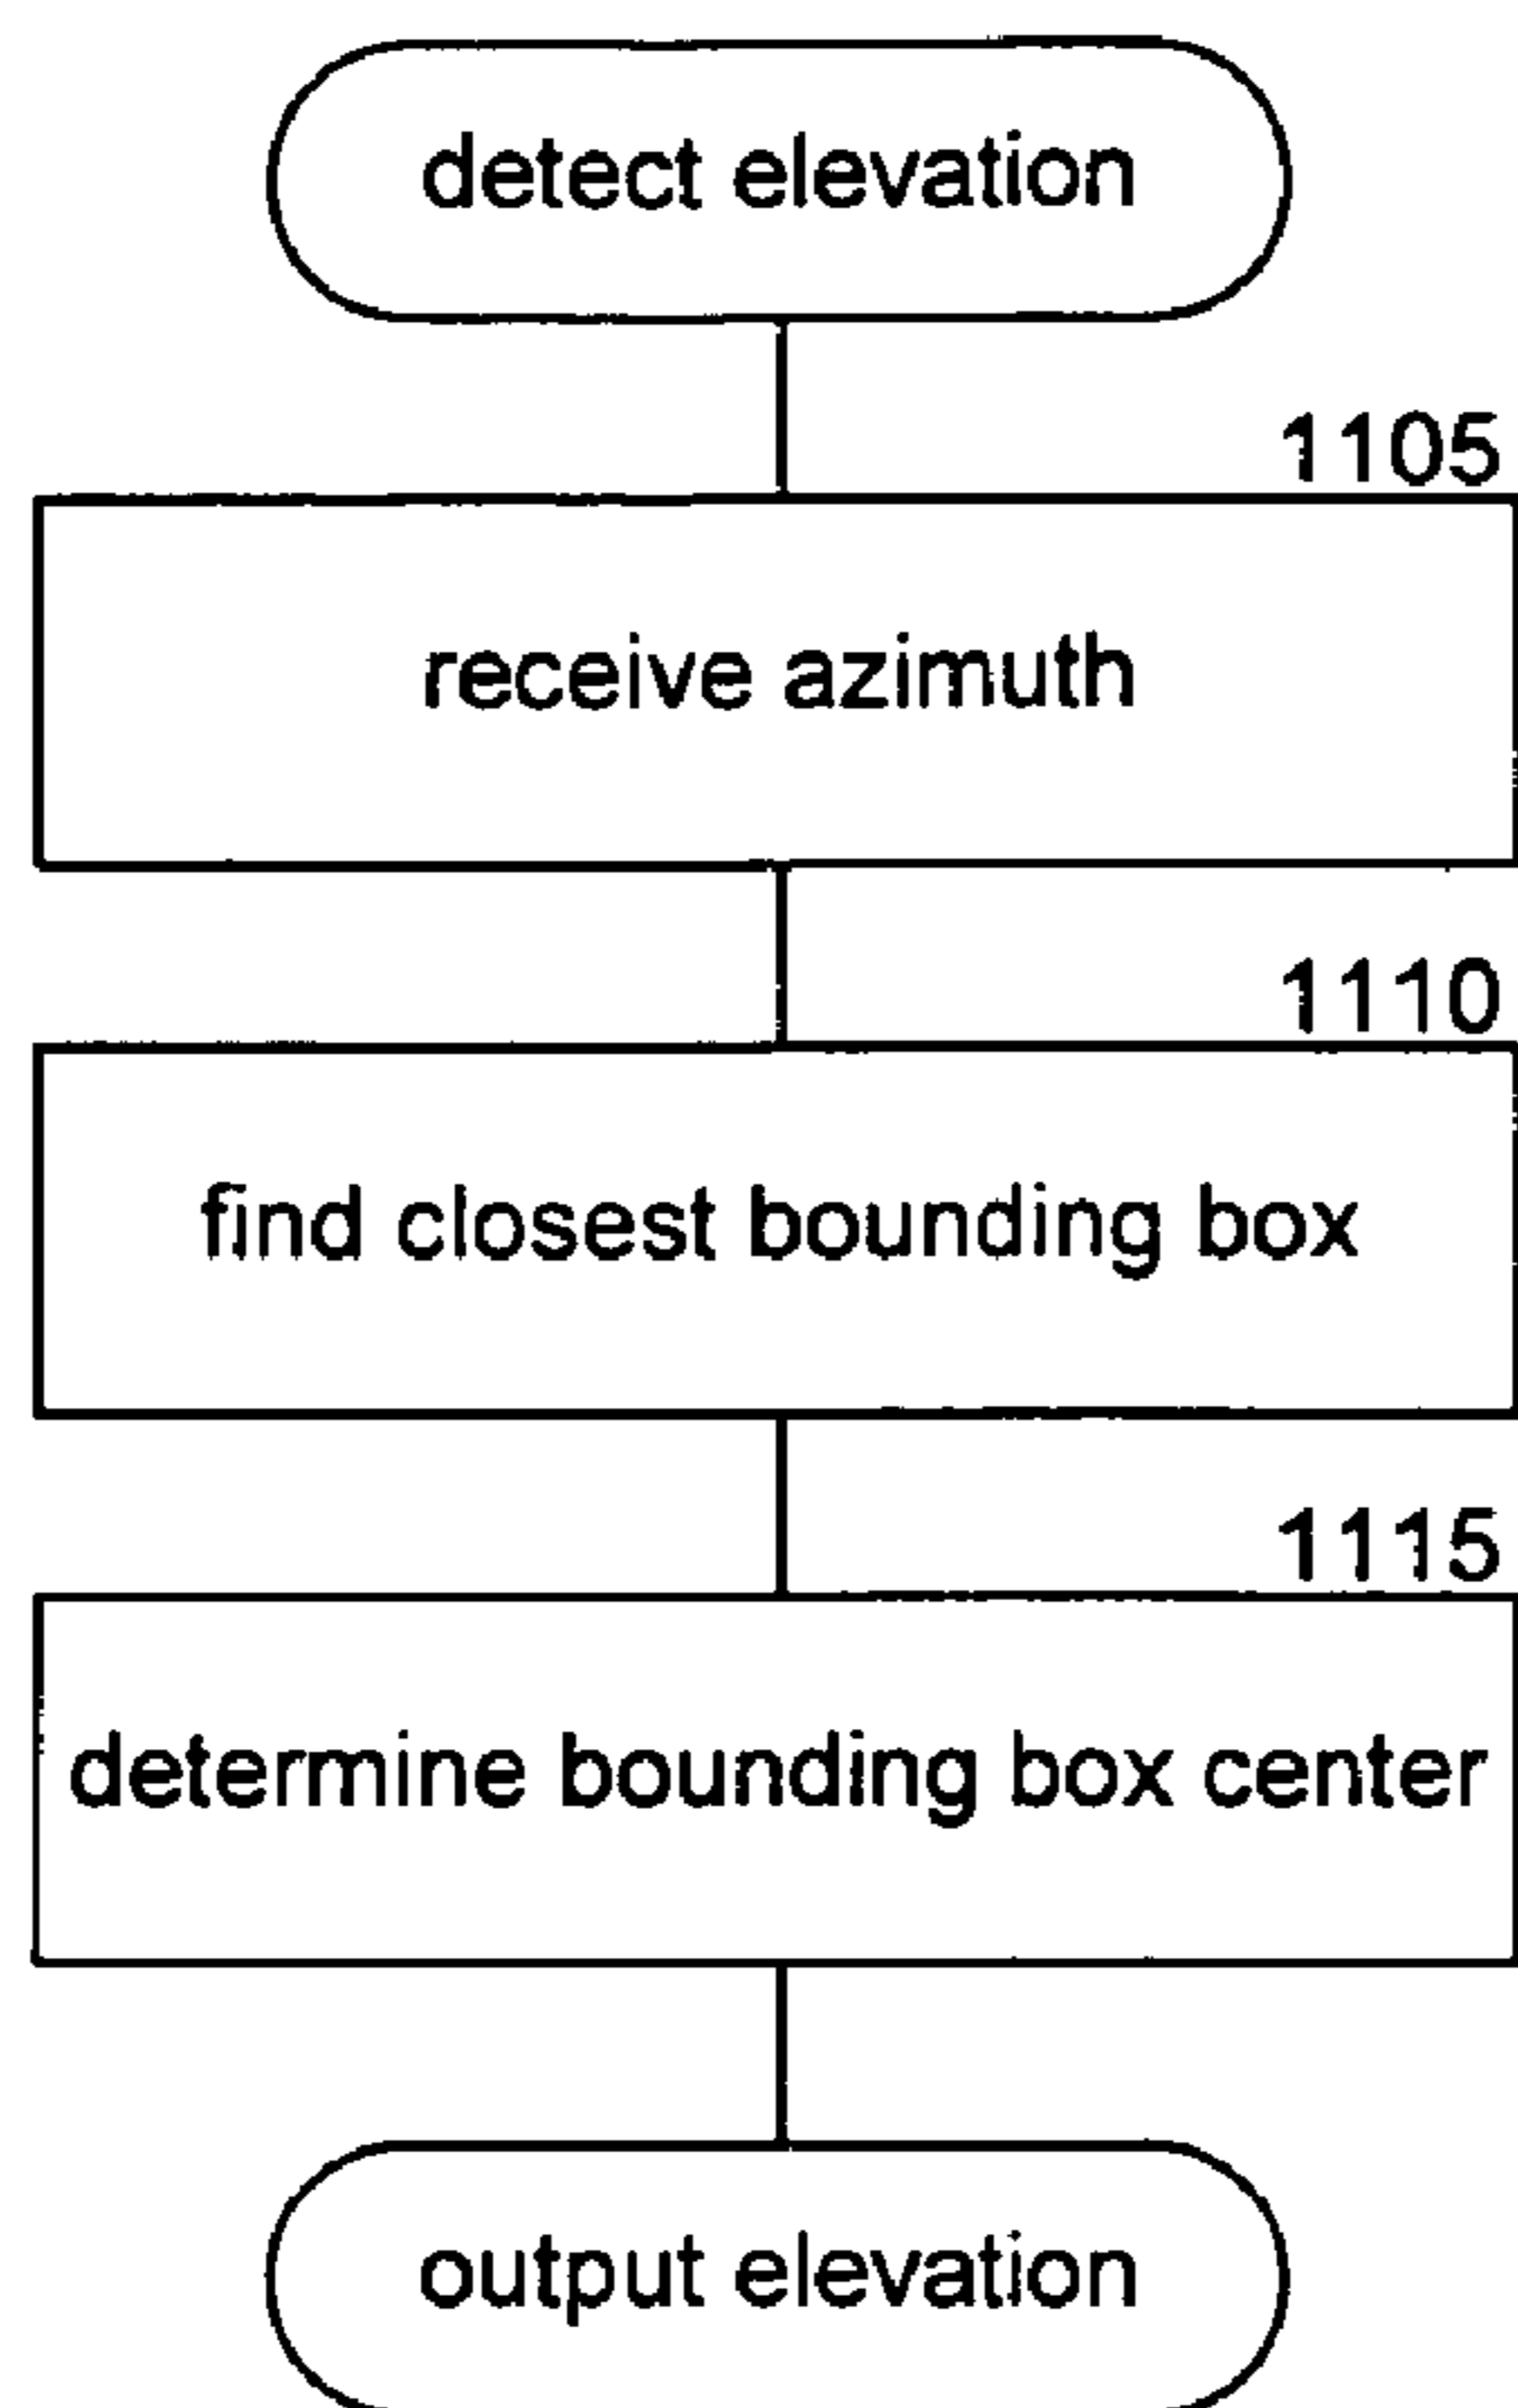 detect elevation
1105
receive azimuth
1110
find closest bounding box
1115
determine bounding box center
output elevation